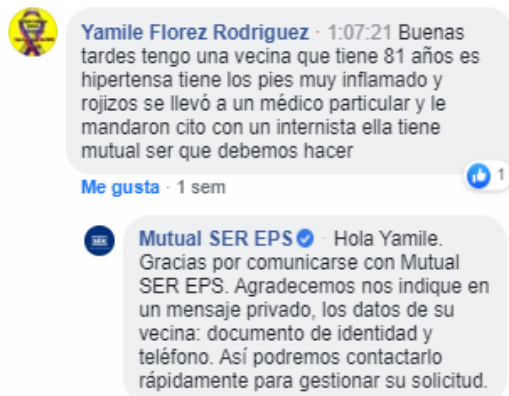 Yamile Florez Rodriguez · 1:07:21 Buenas
tardes tengo una vecina que tiene 81 años es
hipertensa tiene los pies muy inflamado y
rojizos se llevó a un médico particular y le
mandaron cito con un internista ella tiene
mutual ser que debemos hacer
1
Me gusta · 1 sem
Mutual SER EPS · Hola Yamile.
Gracias por comunicarse con Mutual
SER EPS. Agradecemos nos indique en
un mensaje privado, los datos de su
vecina: documento de identidad y
teléfono. Así podremos contactarlo
rápidamente para gestionar su solicitud.